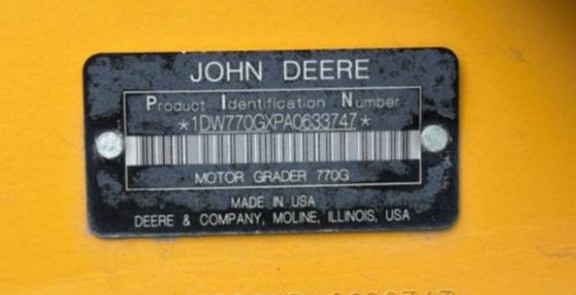 JOHN DEERE
Product Identification Number
*1DW770GXPA0633747*
MOTOR GRADER 770G
MADE IN USA
DEERE & COMPANY, MOLINE, ILLINOIS, USA